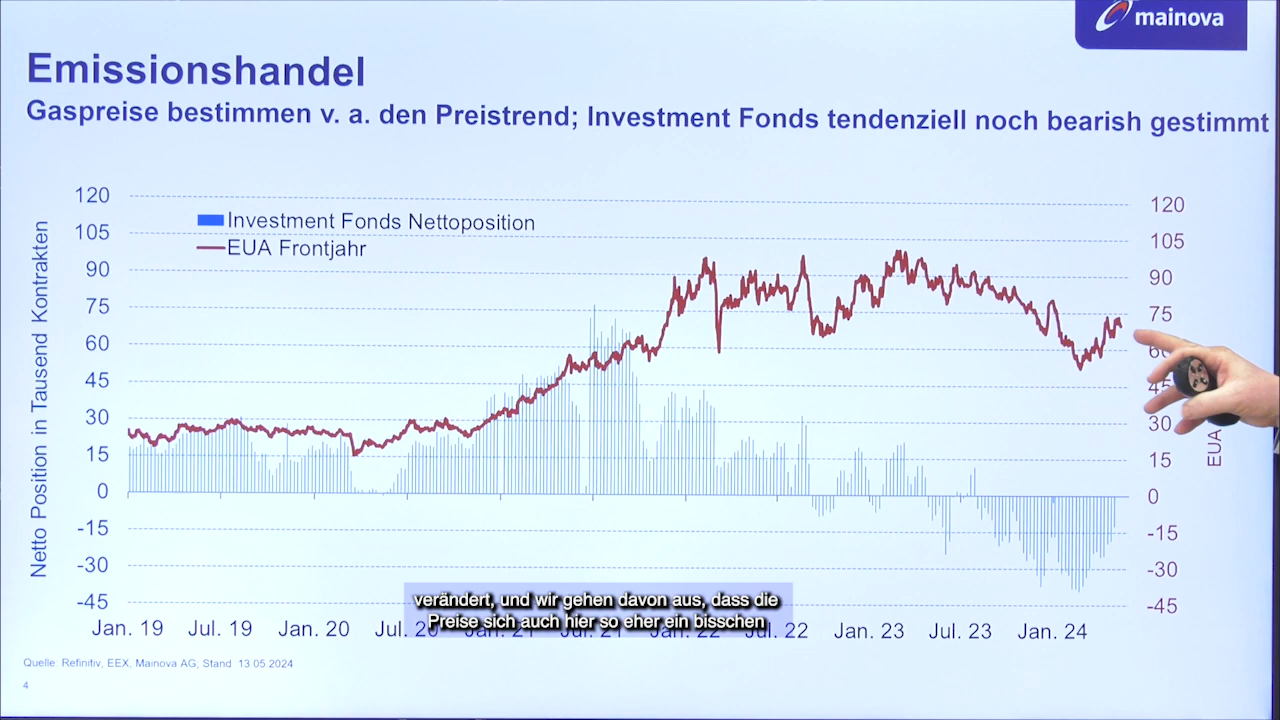 mainova
Emissionshandel
Gaspreise bestimmen v. a. den Preistrend; Investment Fonds tendenziell noch bearish gestimmt
Investment Fonds Nettoposition
EUA Frontjahr
Netto Position in Tausend Kontrakten
120
105
90
75
60
45
30
15
0
-15
-30
-45
120
105
90
75
45
30
15
0
-15
-30
-45
EUA
verändert, und wir gehen davon aus, dass die
Preise sich auch hier so eher ein bisschen
Jan. 19 Jul. 19 Jan. 20 Jul. 20 Jan. 21 Jul. 22 Jan. 23 Jul. 23 Jan. 24
Quelle: Refinitiv, EEX, Mainova AG, Stand 13 05 2024
4